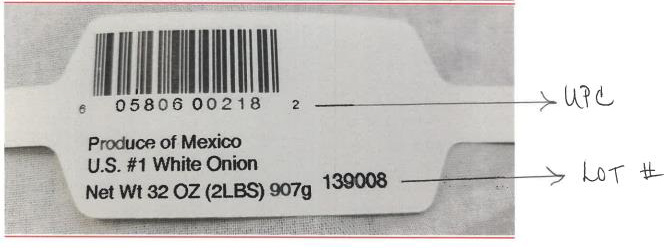 6 05806 00218 2 UPC
Produce of Mexico
U.S. #1 White Onion
Net Wt 32 OZ (2LBS) 907g 139008 LOT #